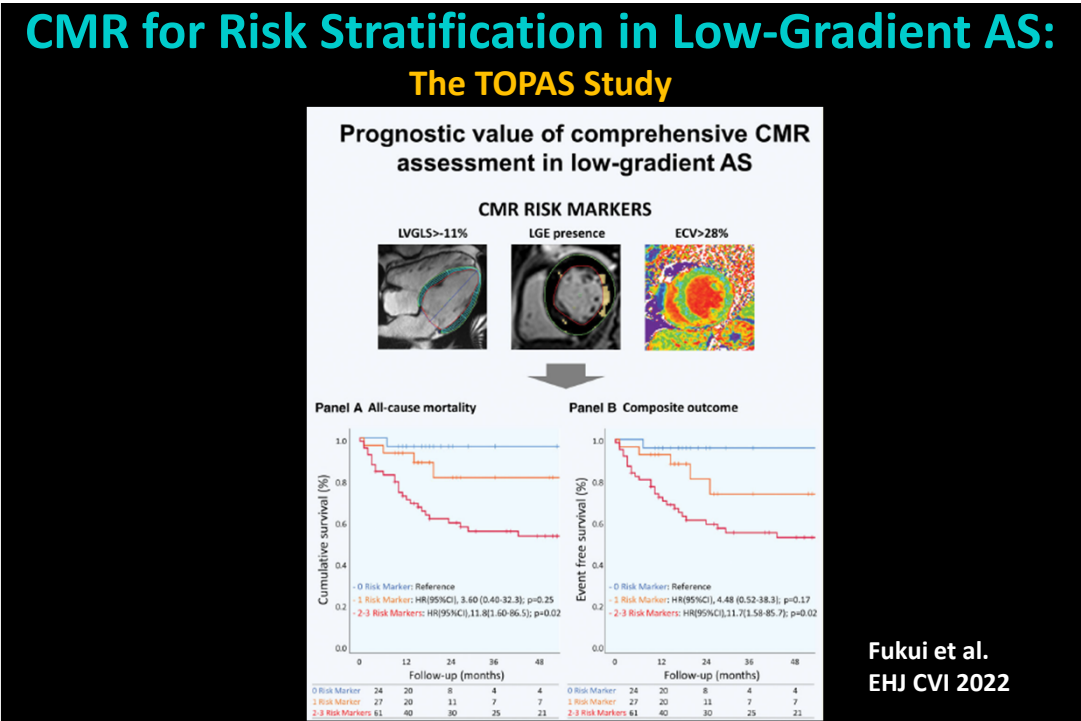 CMR for Risk Stratification in Low-Gradient AS:
The TOPAS Study
Prognostic value of comprehensive CMR
assessment in low-gradient AS
CMR RISK MARKERS
LVGLS>-11%
LGE presence
ECV>28%
Panel A All-cause mortality
Cumulative survival (%)
1.0
0.8
0.6
0.4
0.2
0.0
- 0 Risk Marker: Reference
- 1 Risk Marker: HR(95%CI), 3.60 (0.40-32.3); p=0.25
- 2-3 Risk Markers: HR(95%CI),11.8(1.60-86.5); p=0.02
0 12 24 36 48
Follow-up (months)
0 Risk Marker 24 20 8 4 4
1 Risk Marker 27 20 11 7 7
2-3 Risk Markers 61 40 30 25 21
Panel B Composite outcome
Event free survival (%)
1.0
0.8
0.6
0.4
0.2
0.0
- 0 Risk Marker: Reference
- 1 Risk Marker: HR(95%CI), 4.48 (0.52-38.3); p=0.17
- 2-3 Risk Markers: HR(95%CI),11.7(1.58-85.7); p=0.02
0 12 24 36 48
Follow-up (months)
0 Risk Marker 24 20 8 4 4
1 Risk Marker 27 20 11 7 7
2-3 Risk Markers 61 40 30 25 21
Fukui et al.
EHJ CVI 2022